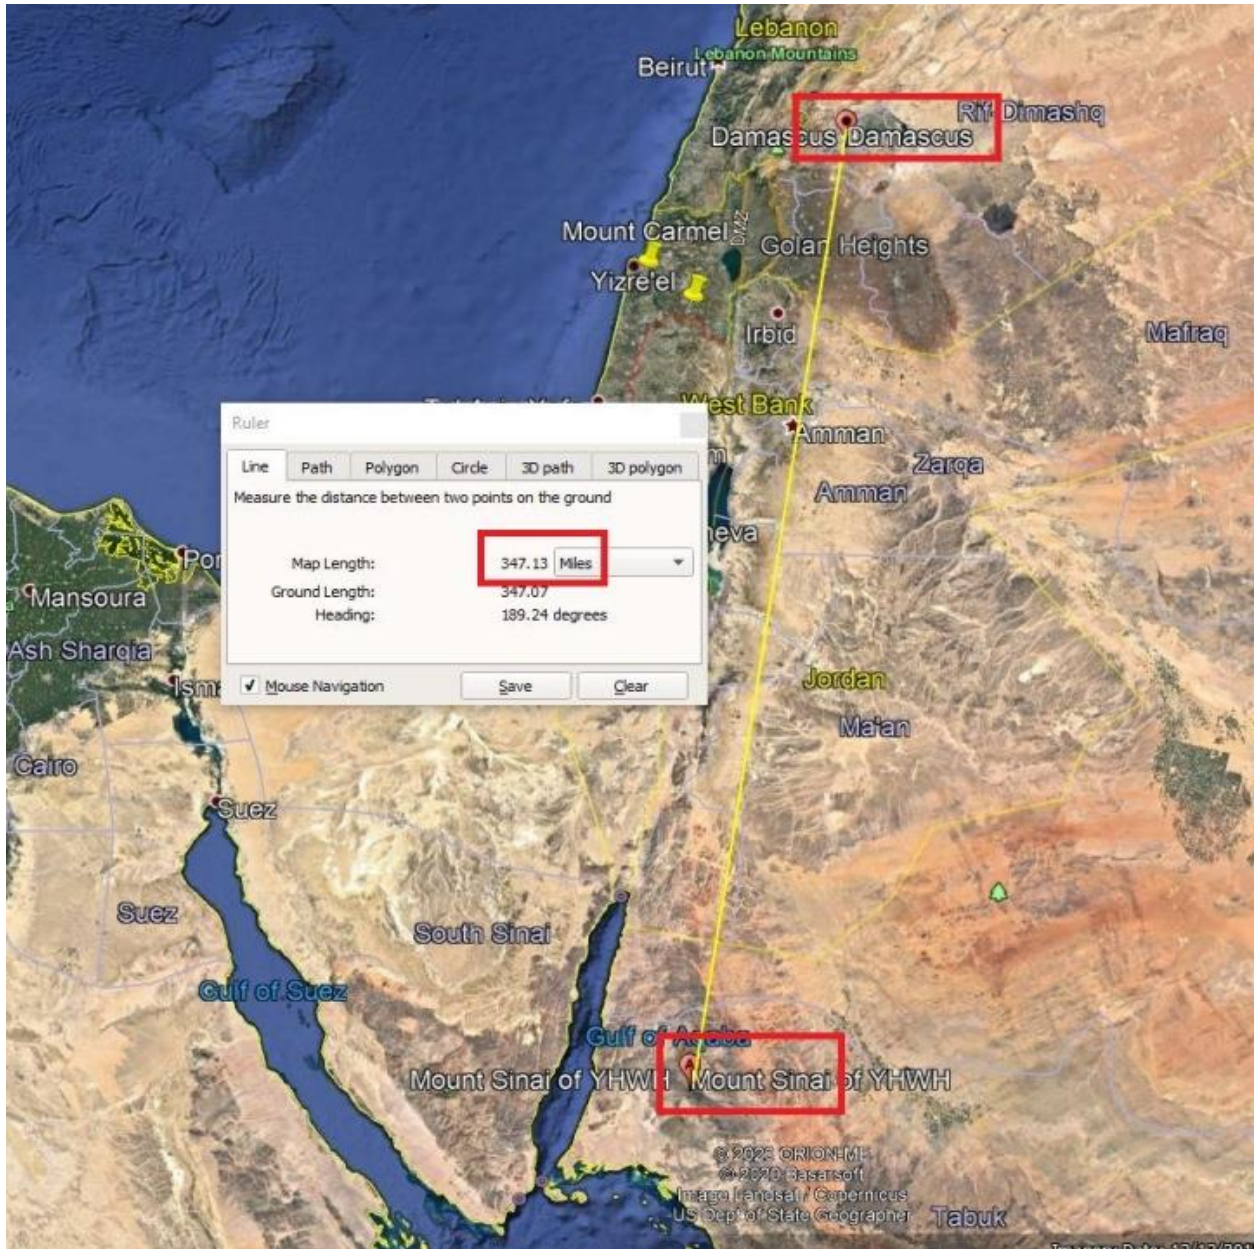 Lebanon
Lebanon Mountains
Beirut
Rif Dimashq
Damascus Damascus
Mount Carmel
DMZ
Golan Heights
Yizre'el
Irbid
Mafraq
West Bank
Amman
Zarqa
Amman
Ruler
Line Path Polygon Circle 3D path 3D polygon
Measure the distance between two points on the ground
Map Length: 347.13 Miles
Ground Length: 347.07
Heading: 189.24 degrees
Mouse Navigation Save Clear
Mansoura
Ash Sharqia
Jordan
Ma'an
Cairo
Suez
Suez
South Sinai
Gulf of Suez
Gulf of Aqaba
Mount Sinai of YHWH Mount Sinai of YHWH
© 2020 Basarsoft
Image Landsat / Copernicus
US Dept of State Geographer
Tabuk